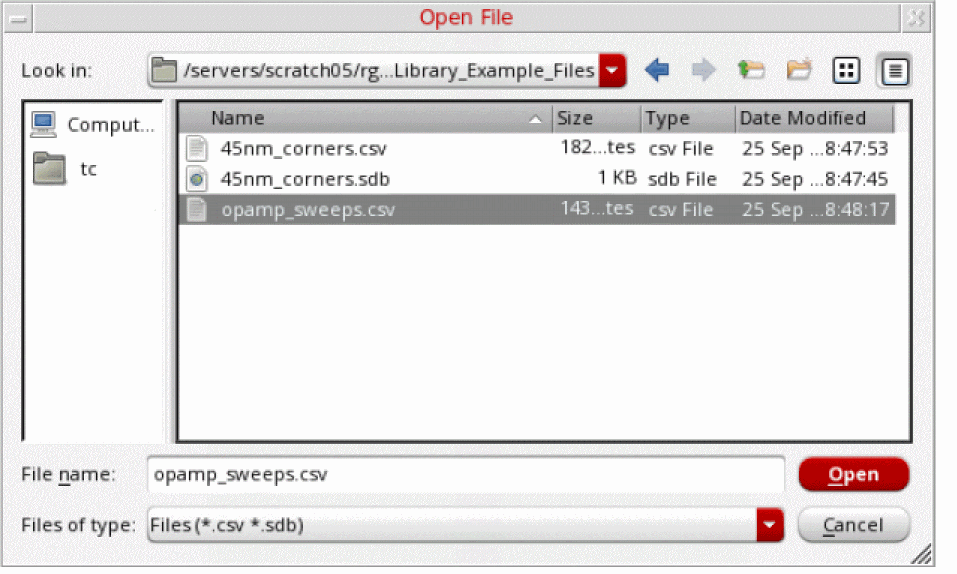 Open File
Look in: /servers/scratch05/rg...Library_Example_Files
Comput...
tc
Name Size Type Date Modified
45nm_corners.csv 182...tes csv File 25 Sep ...8:47:53
45nm_corners.sdb 1 KB sdb File 25 Sep ...8:47:45
opamp_sweeps.csv 143...tes csv File 25 Sep ...8:48:17
File name: opamp_sweeps.csv Open
Files of type: Files (*.csv *.sdb) Cancel